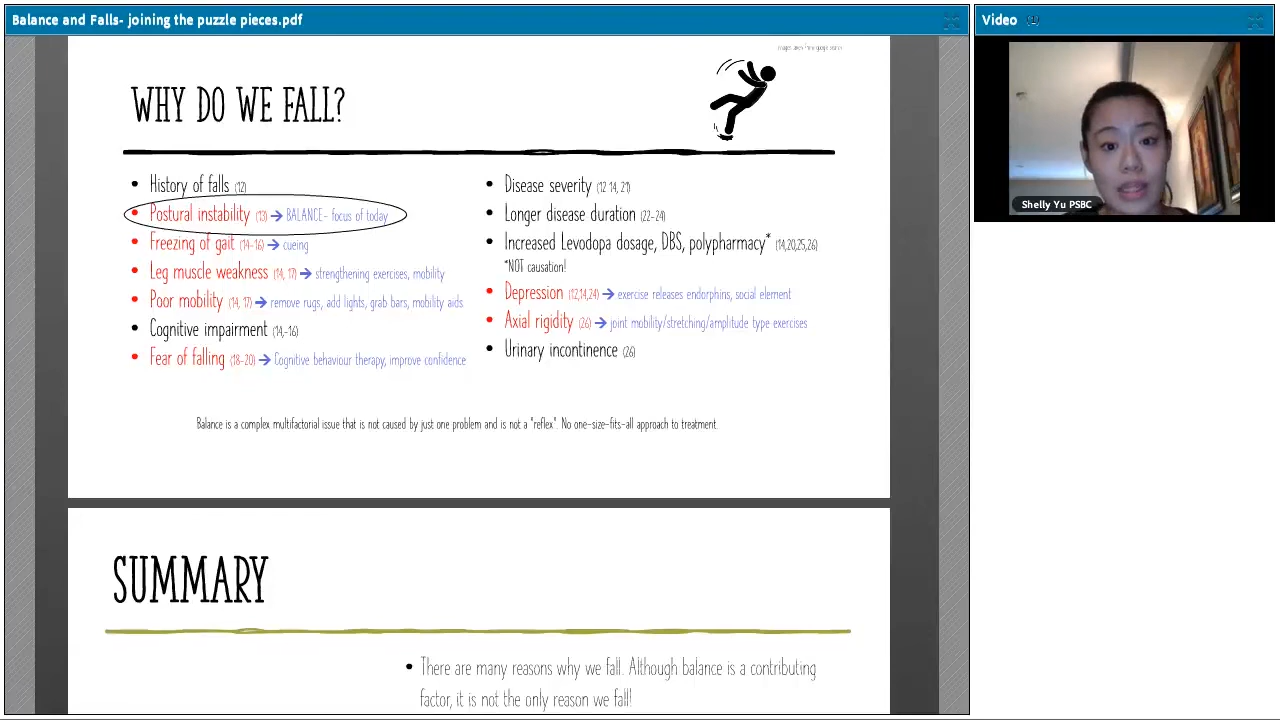 Balance and Falls- joining the puzzle pieces.pdf
Video (1)
Images taken from google search
WHY DO WE FALL?
• History of falls (12)
• Postural instability (13) → BALANCE- focus of today
• Freezing of gait (14-16) → cueing
• Leg muscle weakness (14, 17) → strengthening exercises, mobility
• Poor mobility (14, 17) → remove rugs, add lights, grab bars, mobility aids
• Cognitive impairment (14,-16)
• Fear of falling (18-20) → Cognitive behaviour therapy, improve confidence
• Disease severity (12 14, 21)
• Longer disease duration (22-24)
• Increased Levodopa dosage, DBS, polypharmacy* (14,20,25,26)
*NOT causation!
• Depression (12,14,24) → exercise releases endorphins, social element
• Axial rigidity (26) → joint mobility/stretching/amplitude type exercises
• Urinary incontinence (26)
Balance is a complex multifactorial issue that is not caused by just one problem and is not a "reflex". No one-size-fits-all approach to treatment.
Shelly Yu PSBC
SUMMARY
• There are many reasons why we fall. Although balance is a contributing
factor, it is not the only reason we fall!